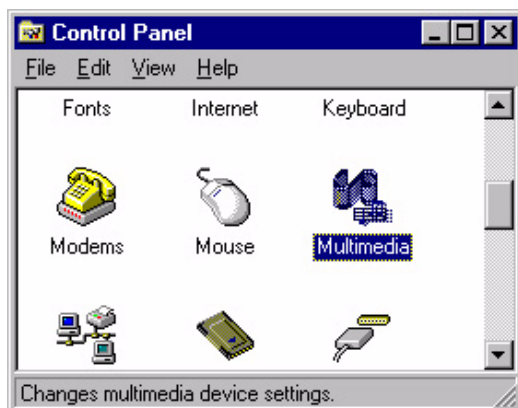 Control Panel
File Edit View Help
Fonts Internet Keyboard
Modems Mouse Multimedia
Changes multimedia device settings.